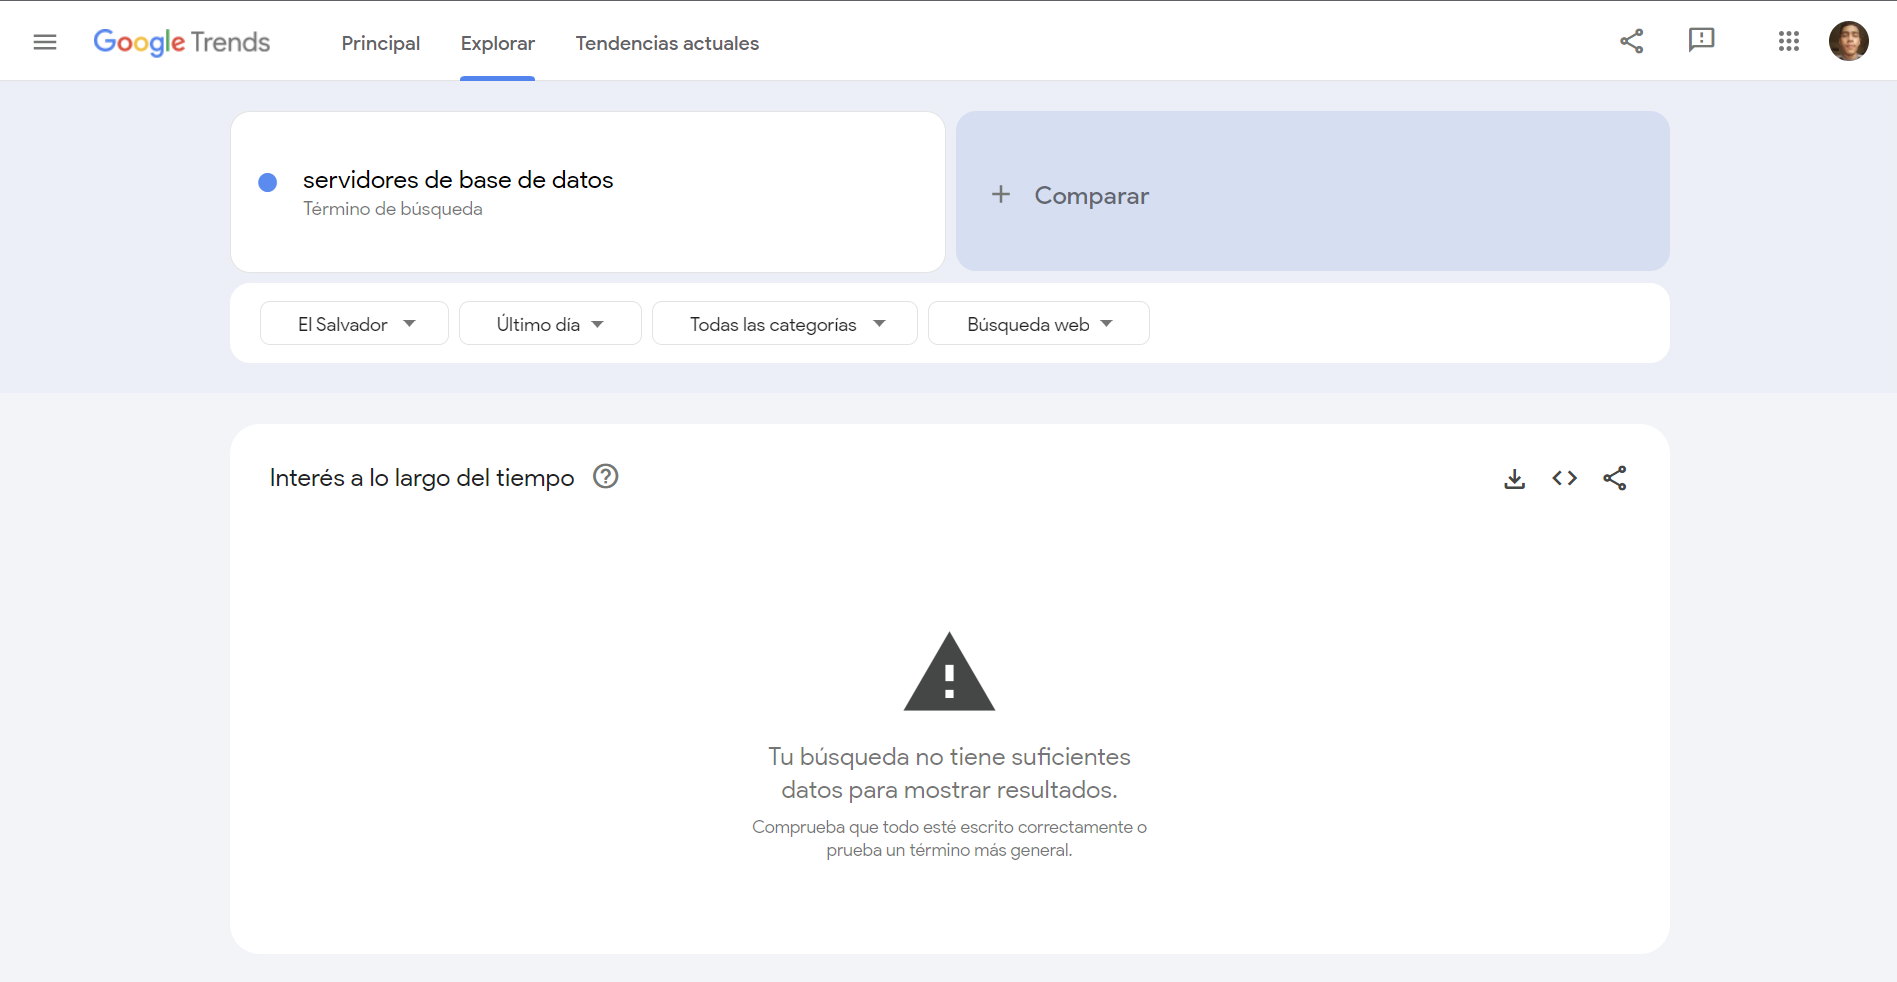 Google Trends
Principal
Explorar
Tendencias actuales
servidores de base de datos
Término de búsqueda
+ Comparar
El Salvador
Último día
Todas las categorías
Búsqueda web
Interés a lo largo del tiempo
Tu búsqueda no tiene suficientes
datos para mostrar resultados.
Comprueba que todo esté escrito correctamente o
prueba un término más general.